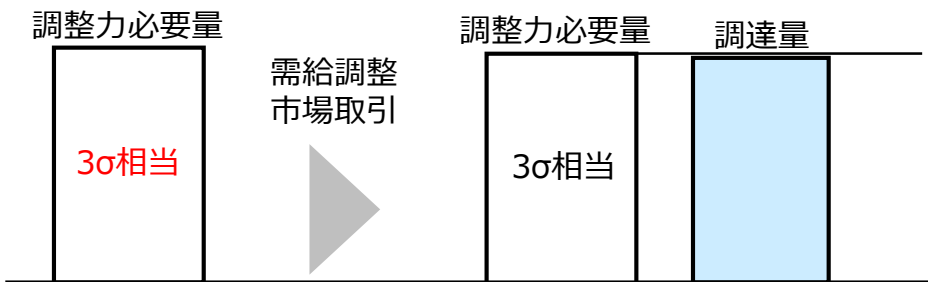 調整力必要量
3σ相当
需給調整
市場取引
調整力必要量
調達量
3σ相当